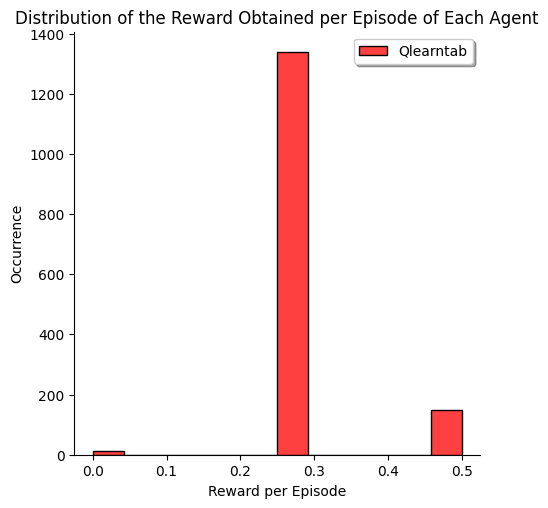 Distribution of the Reward Obtained per Episode of Each Agent
Qlearntab
1400
1200
1000
800
600
400
200
0
Occurrence
0.0 0.1 0.2 0.3 0.4 0.5
Reward per Episode